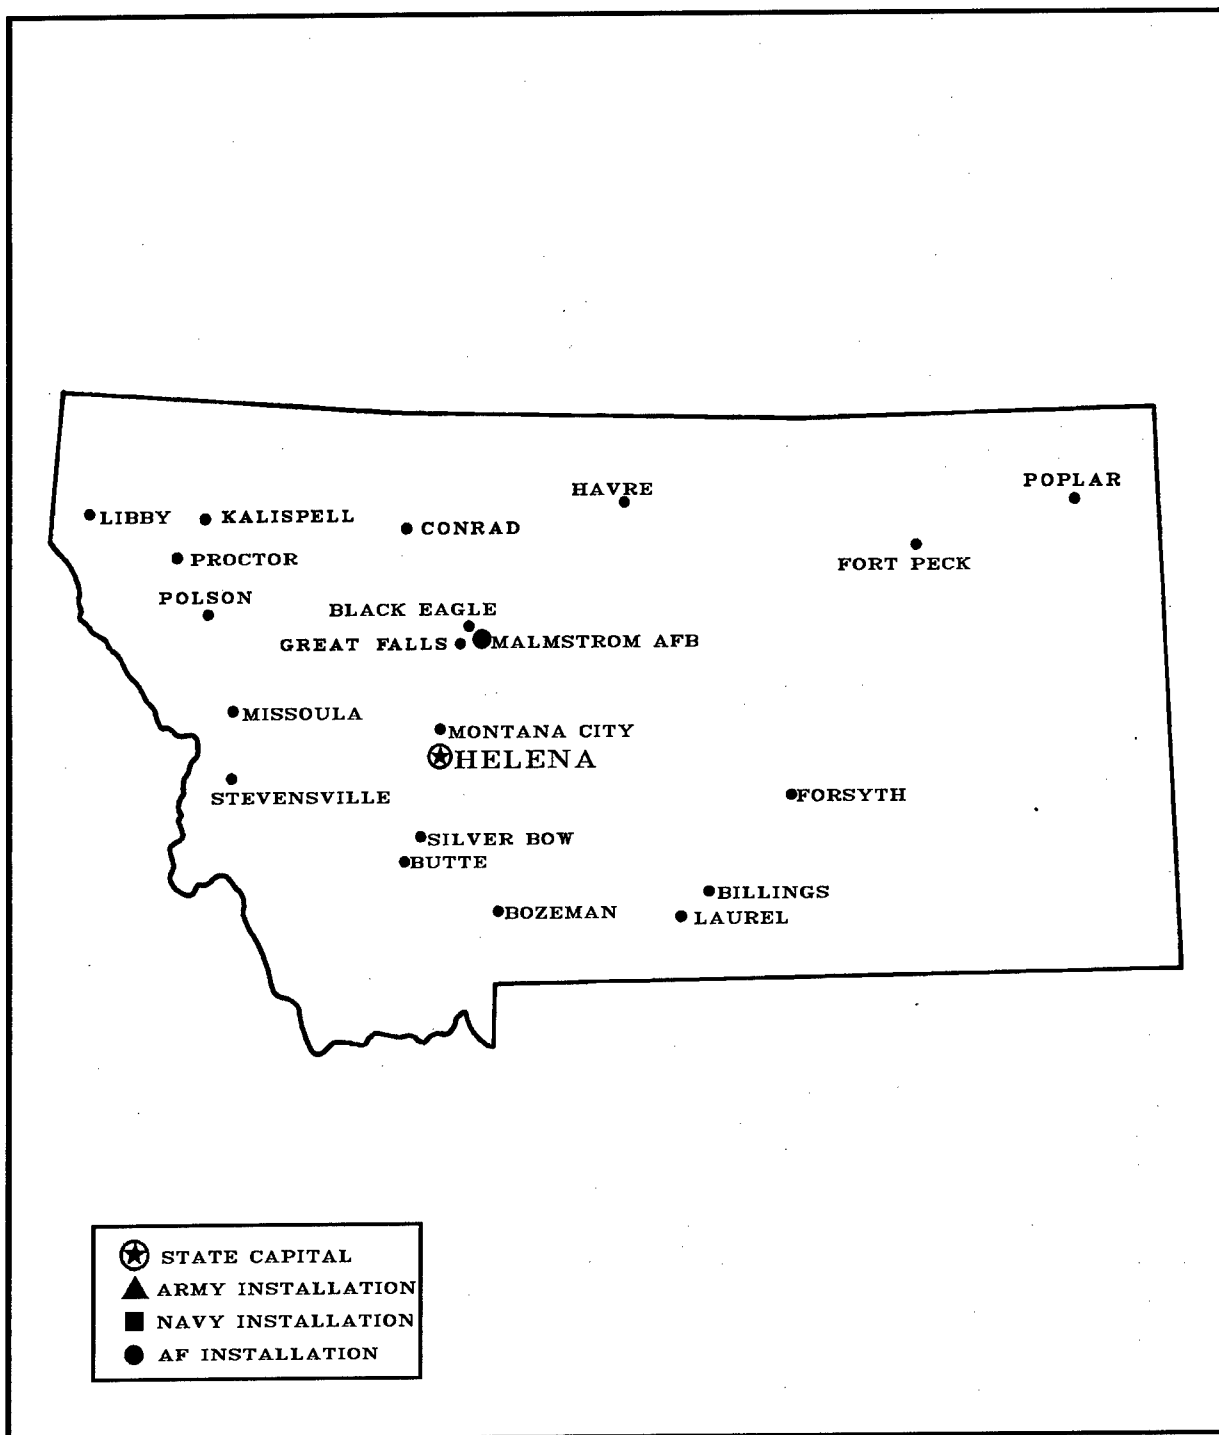 HAVRE
POPLAR
LIBBY
KALISPELL
CONRAD
PROCTOR
FORT PECK
POLSON
BLACK EAGLE
GREAT FALLS
MALMSTROM AFB
MISSOULA
MONTANA CITY
HELENA
STEVENSVILLE
FORSYTH
SILVER BOW
BUTTE
BILLINGS
BOZEMAN
LAUREL
STATE CAPITAL
ARMY INSTALLATION
NAVY INSTALLATION
AF INSTALLATION